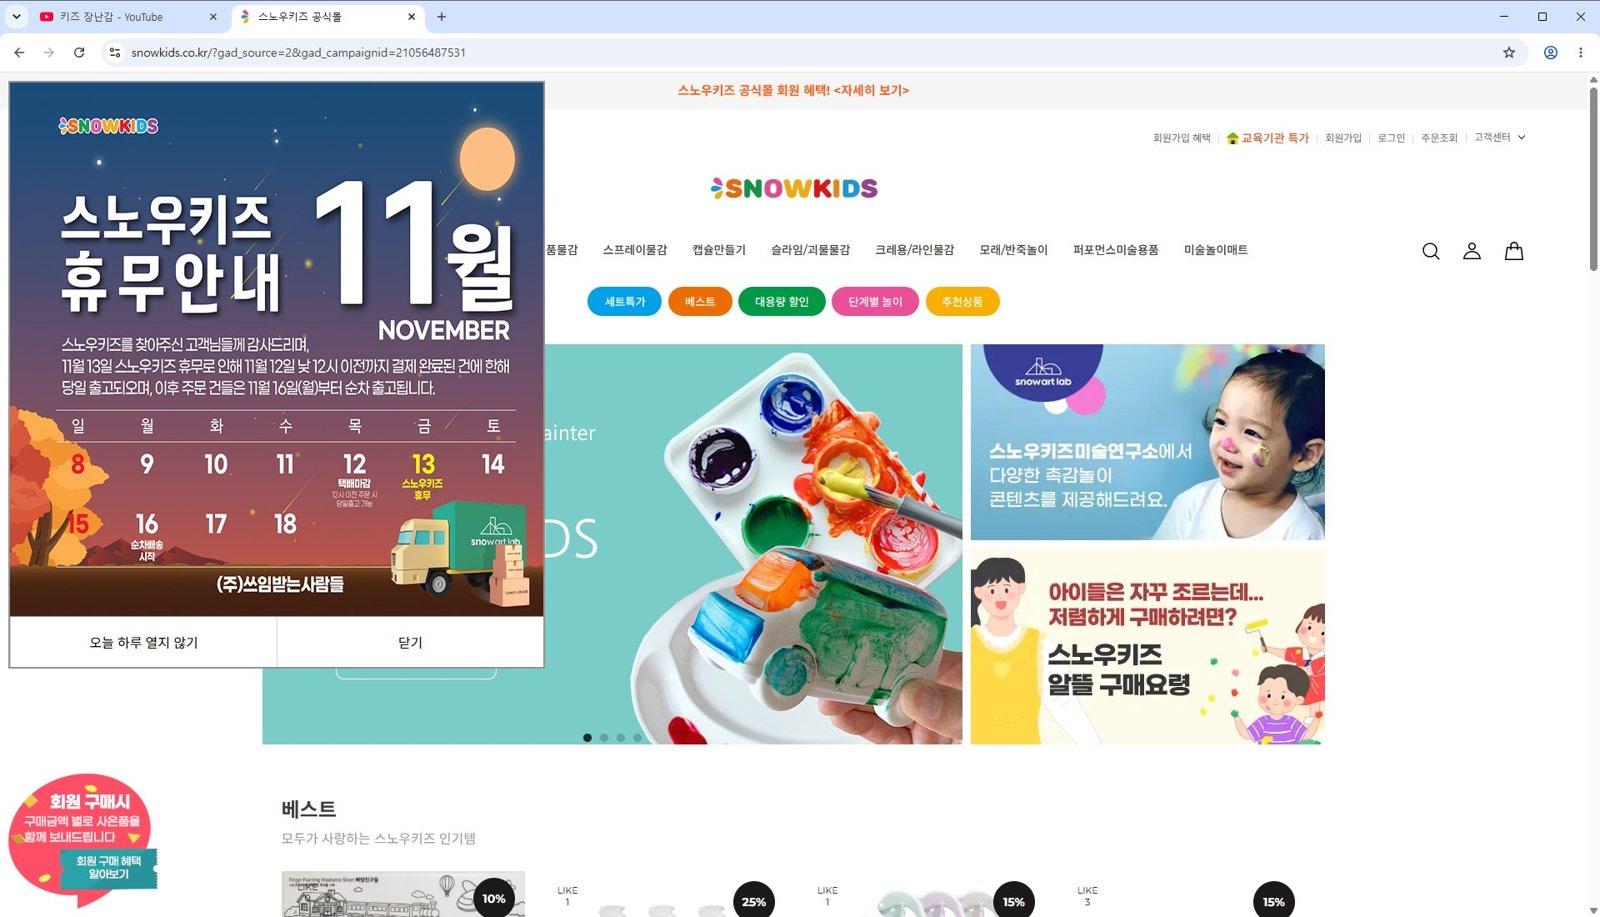 키즈 장난감 - YouTube
스노우키즈 공식몰
snowkids.co.kr/?gad_source=2&gad_campaignid=21056487531
스노우키즈 공식몰 회원 혜택! <자세히 보기>
회원가입 혜택
교육기관 특가
회원가입
로그인
주문조회
고객센터
SNOWKIDS
품물감
스프레이물감
캡슐만들기
슬라임/괴물물감
크레용/라인물감
모래/반죽놀이
퍼포먼스미술용품
미술놀이매트
세트특가
베스트
대용량 할인
단계별 놀이
추천상품
SNOWKIDS
스노우키즈
휴무안내
11월
NOVEMBER
스노우키즈를 찾아주신 고객님들께 감사드리며,
11월 13일 스노우키즈 휴무로 인해 11월 12일 낮 12시 이전까지 결제 완료된 건에 한해
당일 출고되오며, 이후 주문 건들은 11월 16일(월)부터 순차 출고됩니다.
일 월 화 수 목 금 토
8 9 10 11 12 13 14
택배마감
12시 이전 주문 시
당일출고 가능
스노우키즈
휴무
15 16 17 18
순차배송
시작
snowart lab
(주)쓰임받는사람들
오늘 하루 열지 않기
닫기
ainter
DS
snowart lab
스노우키즈미술연구소에서
다양한 촉감놀이
콘텐츠를 제공해드려요.
아이들은 자꾸 조르는데...
저렴하게 구매하려면?
스노우키즈
알뜰 구매요령
회원 구매시
구매금액 별로 사은품을
함께 보내드립니다
회원 구매 혜택
알아보기
베스트
모두가 사랑하는 스노우키즈 인기템
Finger Painting Washable Sheet
LIKE
10%
LIKE
1
25%
LIKE
1
15%
LIKE
3
15%